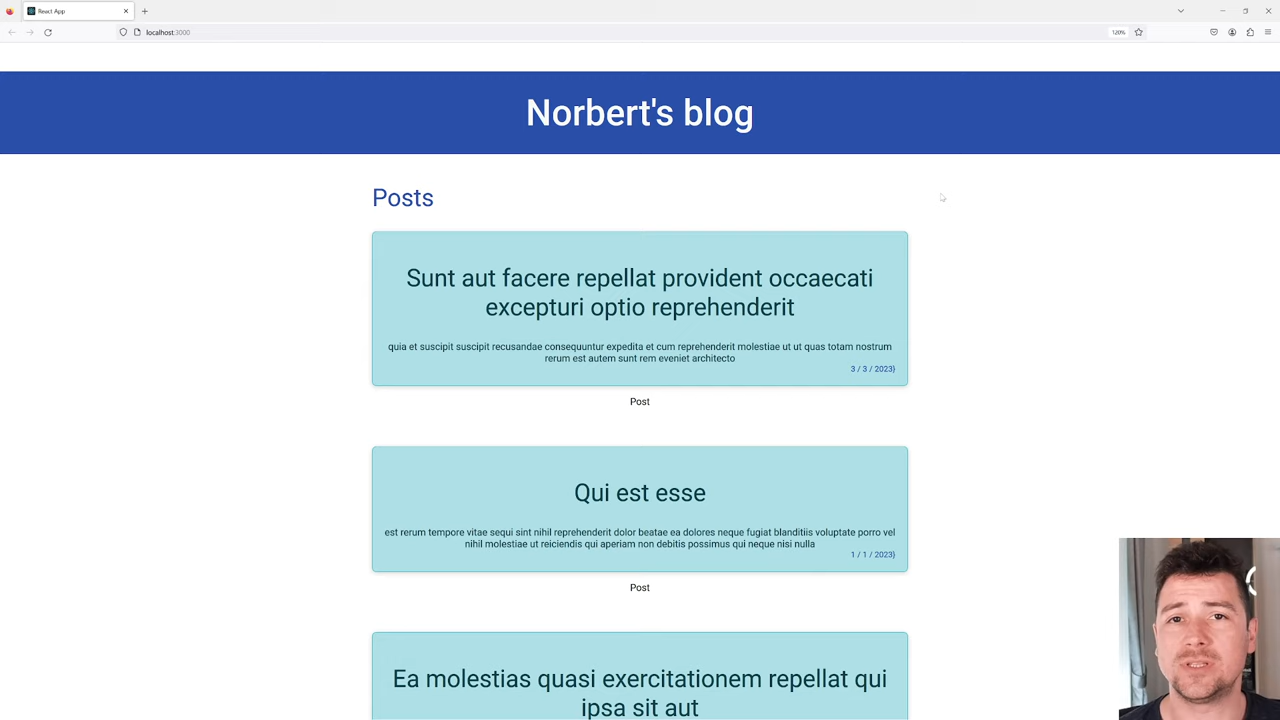 React App
localhost:3000
120%
Norbert's blog
Posts
Sunt aut facere repellat provident occaecati
excepturi optio reprehenderit
quia et suscipit suscipit recusandae consequuntur expedita et cum reprehenderit molestiae ut ut quas totam nostrum
rerum est autem sunt rem eveniet architecto
3 / 3 / 2023}
Post
Qui est esse
est rerum tempore vitae sequi sint nihil reprehenderit dolor beatae ea dolores neque fugiat blanditiis voluptate porro vel
nihil molestiae ut reiciendis qui aperiam non debitis possimus qui neque nisi nulla
1 / 1 / 2023}
Post
Ea molestias quasi exercitationem repellat qui
ipsa sit aut